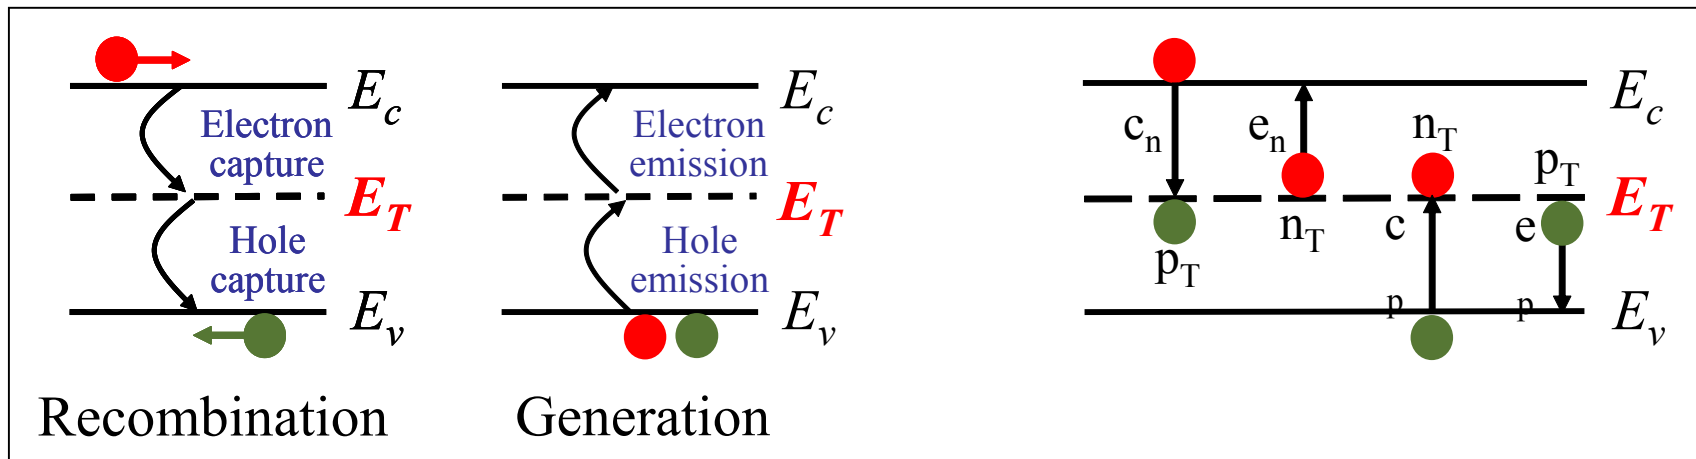 E_c
Electron
capture
E_T
Hole
capture
E_v
Recombination
E_c
Electron
emission
E_T
Hole
emission
E_v
Generation
E_c
c_n
e_n
n_T
p_T
E_T
p_T
n_T
c
e
p
p
E_v